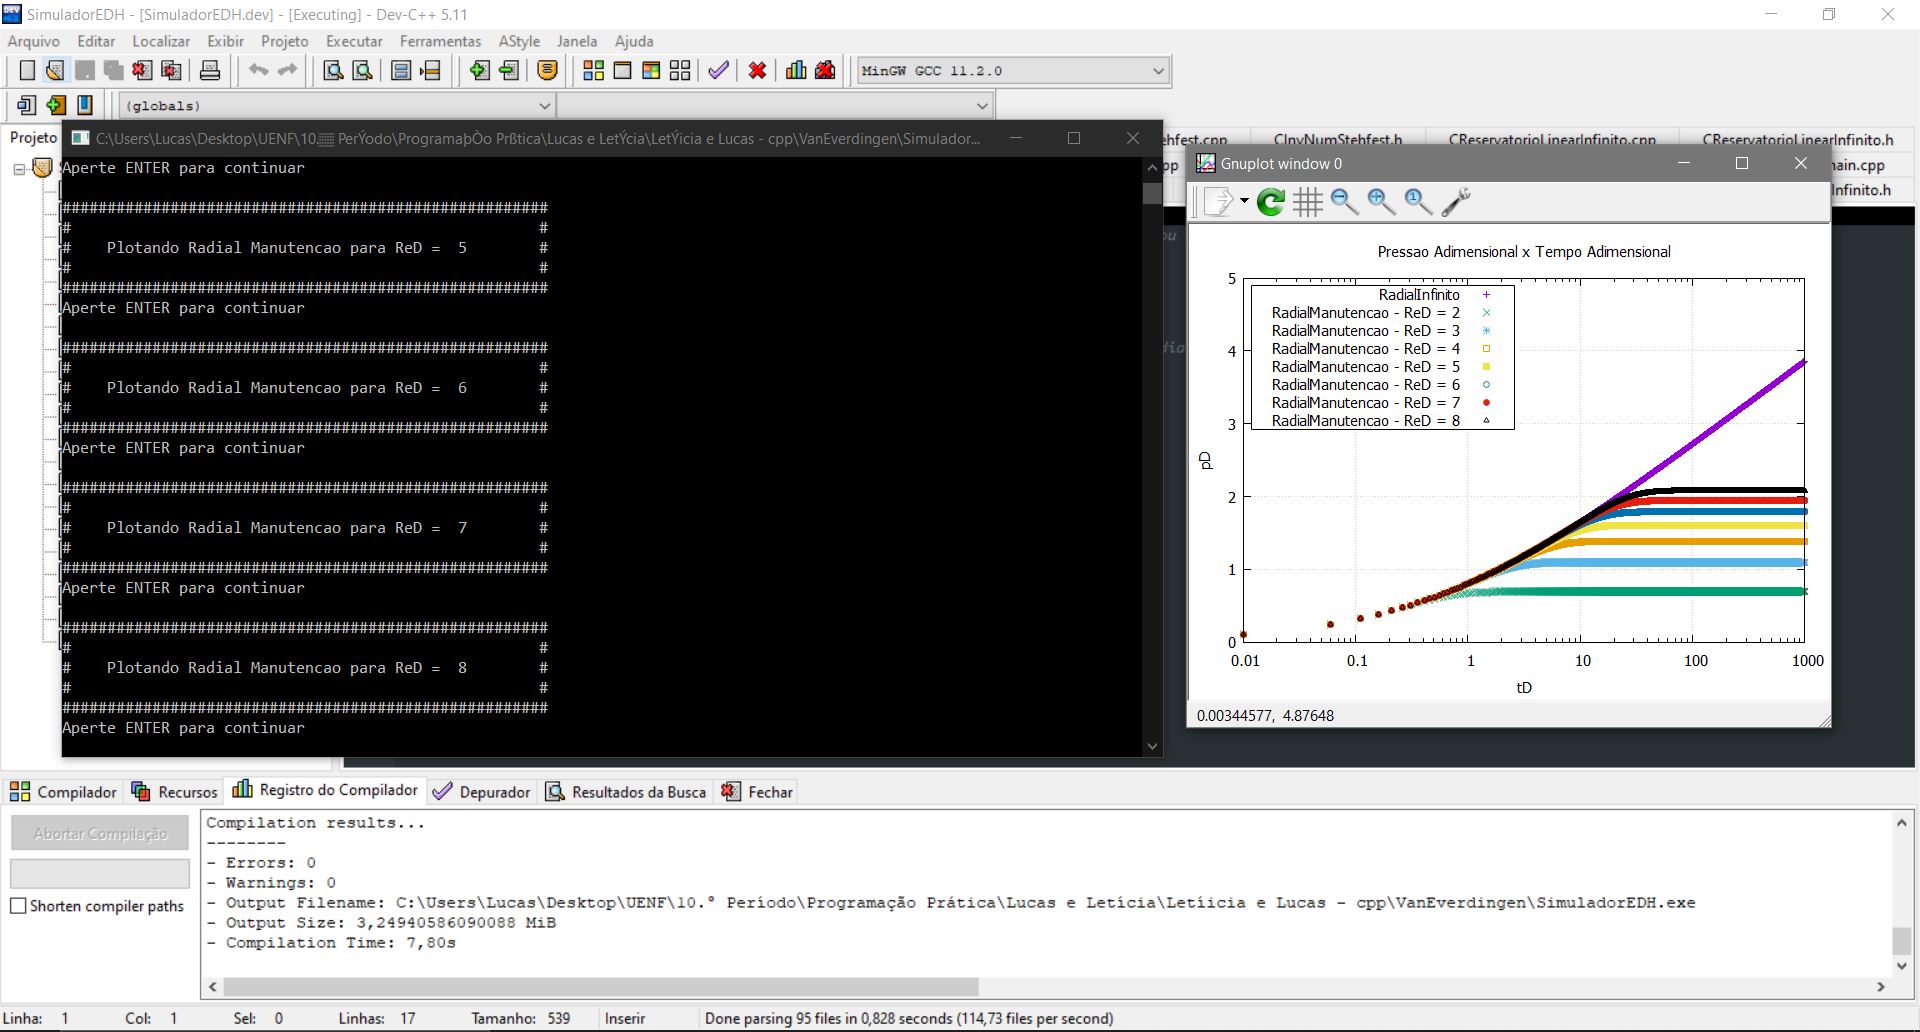 SimuladorEDH - [SimuladorEDH.dev] - [Executing] - Dev-C++ 5.11
Arquivo Editar Localizar Exibir Projeto Executar Ferramentas AStyle Janela Ajuda
MinGW GCC 11.2.0
(globals)
Projeto
ehfest.cpp CInvNumStehfest.h CReservatorioLinearInfinito.cpp CReservatorioLinearInfinito.h
pp main.cpp
Infinito.h
C:\Users\Lucas\Desktop\UENF\10.▒ PerÝodo\ProgramaþÒo Prßtica\Lucas e LetÝcia\LetÝicia e Lucas - cpp\VanEverdingen\Simulador...
Aperte ENTER para continuar
######################################################
# #
# Plotando Radial Manutencao para ReD = 5 #
# #
######################################################
Aperte ENTER para continuar
######################################################
# #
# Plotando Radial Manutencao para ReD = 6 #
# #
######################################################
Aperte ENTER para continuar
######################################################
# #
# Plotando Radial Manutencao para ReD = 7 #
# #
######################################################
Aperte ENTER para continuar
######################################################
# #
# Plotando Radial Manutencao para ReD = 8 #
# #
######################################################
Aperte ENTER para continuar
ou
dia
Gnuplot window 0
Pressao Adimensional x Tempo Adimensional
RadialInfinito
RadialManutencao - ReD = 2
RadialManutencao - ReD = 3
RadialManutencao - ReD = 4
RadialManutencao - ReD = 5
RadialManutencao - ReD = 6
RadialManutencao - ReD = 7
RadialManutencao - ReD = 8
5
4
3
2
1
0
pD
0.01 0.1 1 10 100 1000
tD
0.00344577, 4.87648
Compilador Recursos Registro do Compilador Depurador Resultados da Busca Fechar
Abortar Compilação
Shorten compiler paths
Compilation results...
--------
- Errors: 0
- Warnings: 0
- Output Filename: C:\Users\Lucas\Desktop\UENF\10.° Período\Programação Prática\Lucas e Letícia\Letíicia e Lucas - cpp\VanEverdingen\SimuladorEDH.exe
- Output Size: 3,24940586090088 MiB
- Compilation Time: 7,80s
Linha: 1 Col: 1 Sel: 0 Linhas: 17 Tamanho: 539 Inserir Done parsing 95 files in 0,828 seconds (114,73 files per second)